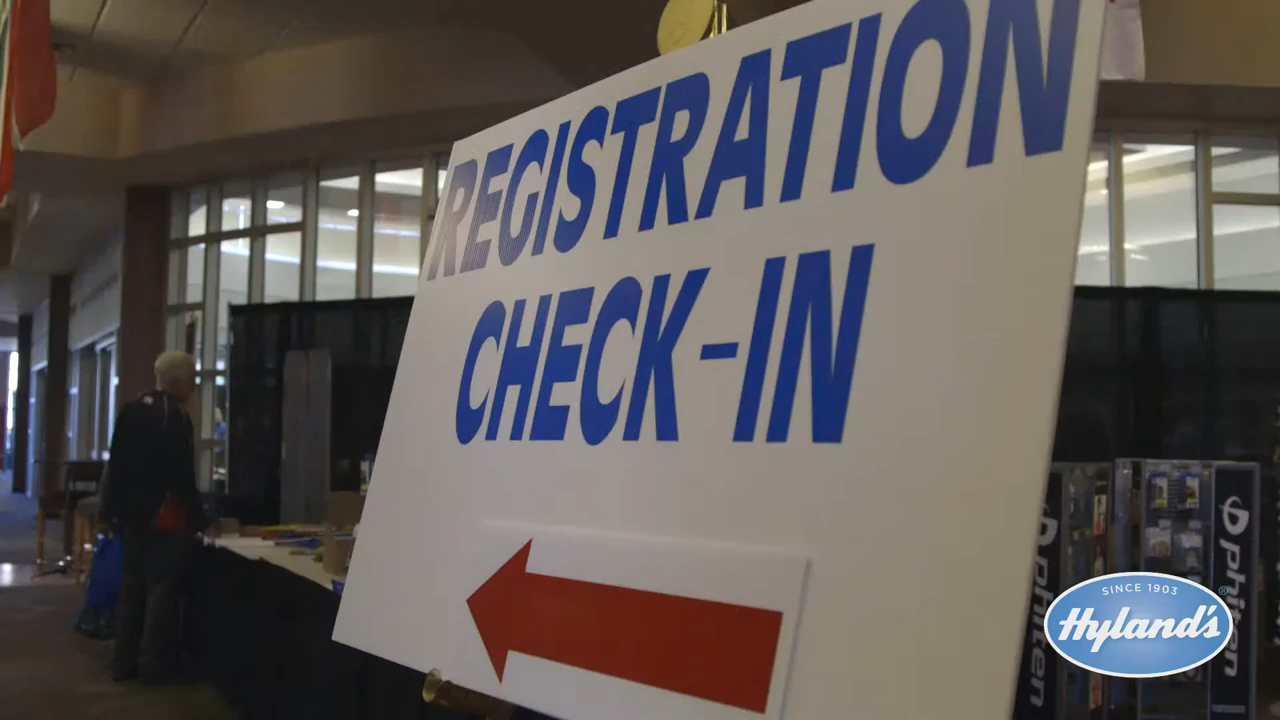 REGISTRATION
CHECK-IN
phiten
phiten
SINCE 1903
Hyland's
®